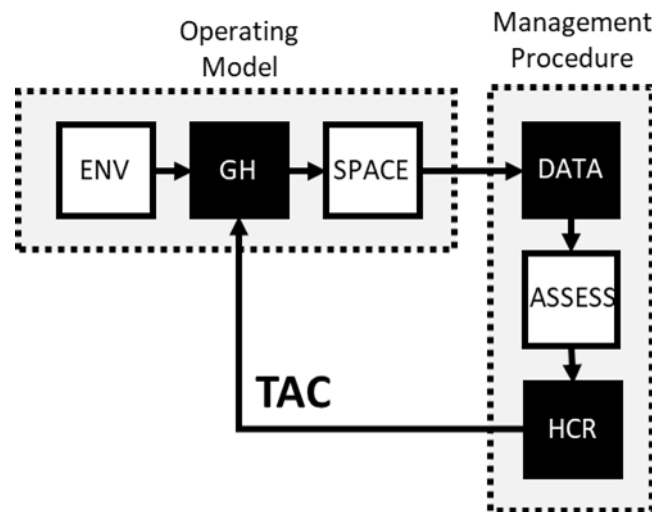 Operating
Model
Management
Procedure
ENV
GH
SPACE
DATA
ASSESS
TAC
HCR